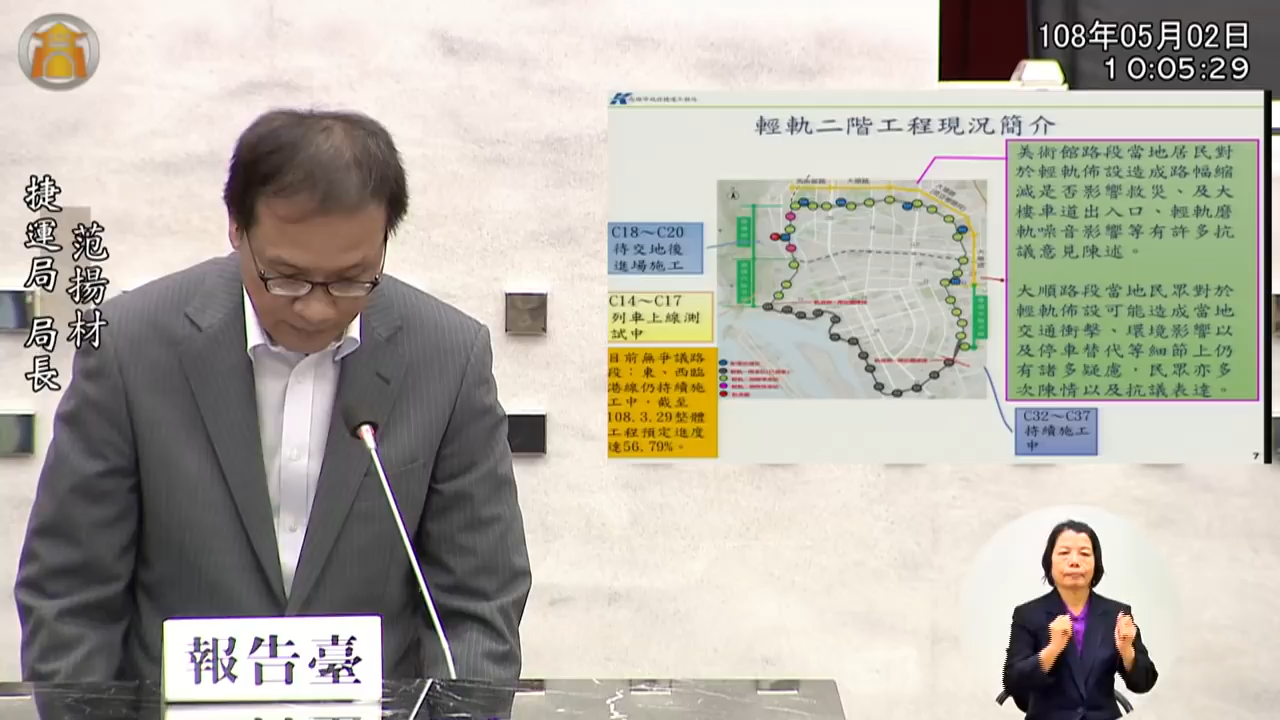 108年05月02日
10:05:29
捷運局 局長
范揚材
輕軌二階工程現況簡介
美術館路段當地居民對
於輕軌佈設造成路幅縮
減是否影響救災、及大
樓車道出入口、輕軌磨
軌噪音影響等有許多抗
議意見陳述。
大順路段當地民眾對於
輕軌佈設可能造成當地
交通衝擊、環境影響以
及停車替代等細節上仍
有諸多疑慮，民眾亦多
次陳情以及抗議表達。
C18～C20
待交地後
進場施工
C14～C17
列車上線測
試中
目前無爭議路
段：東、西臨
港線仍持續施
工中，截至
108.3.29整體
工程預定進度
達56.79%。
C32～C37
持續施工
中
7
報告臺